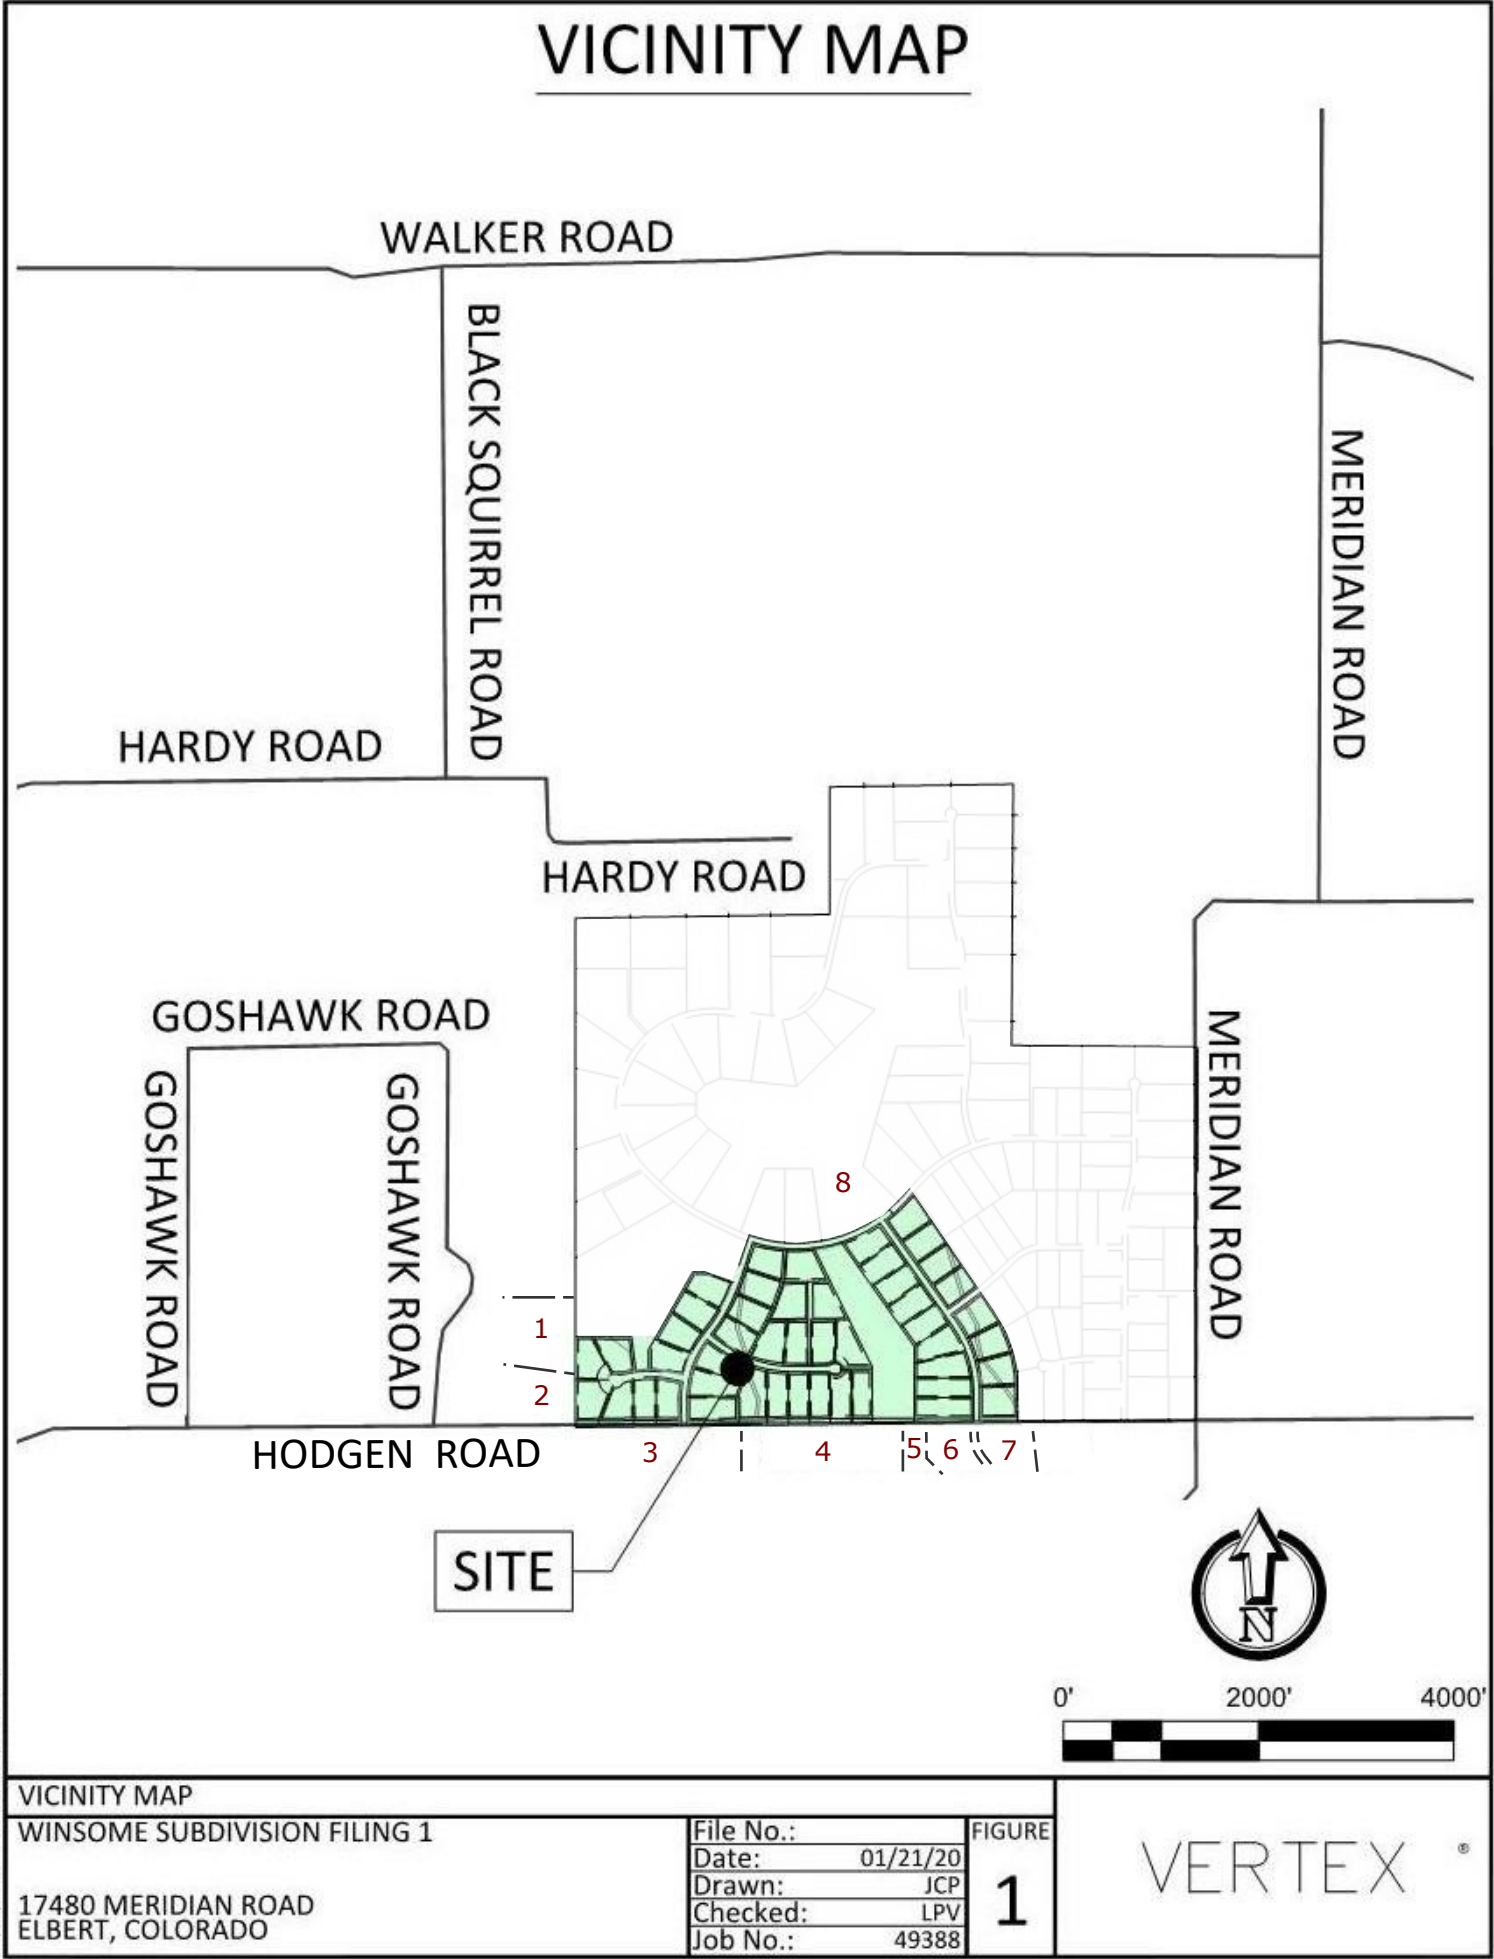 VICINITY MAP
WALKER ROAD
BLACK SQUIRREL ROAD
MERIDIAN ROAD
HARDY ROAD
HARDY ROAD
GOSHAWK ROAD
GOSHAWK ROAD
GOSHAWK ROAD
MERIDIAN ROAD
8
1
2
HODGEN ROAD
3
4
5
6
7
SITE
N
0' 2000' 4000'
VICINITY MAP
WINSOME SUBDIVISION FILING 1
17480 MERIDIAN ROAD
ELBERT, COLORADO
File No.:
Date: 01/21/20
Drawn: JCP
Checked: LPV
Job No.: 49388
FIGURE
1
VERTEX ®